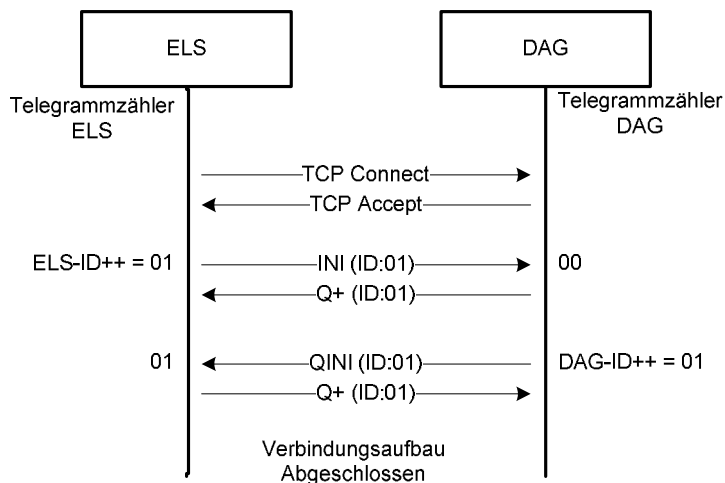 ELS
DAG
Telegrammzähler
ELS
Telegrammzähler
DAG
TCP Connect
TCP Accept
ELS-ID++ = 01
INI (ID:01)
00
Q+ (ID:01)
01
QINI (ID:01)
DAG-ID++ = 01
Q+ (ID:01)
Verbindungsaufbau
Abgeschlossen